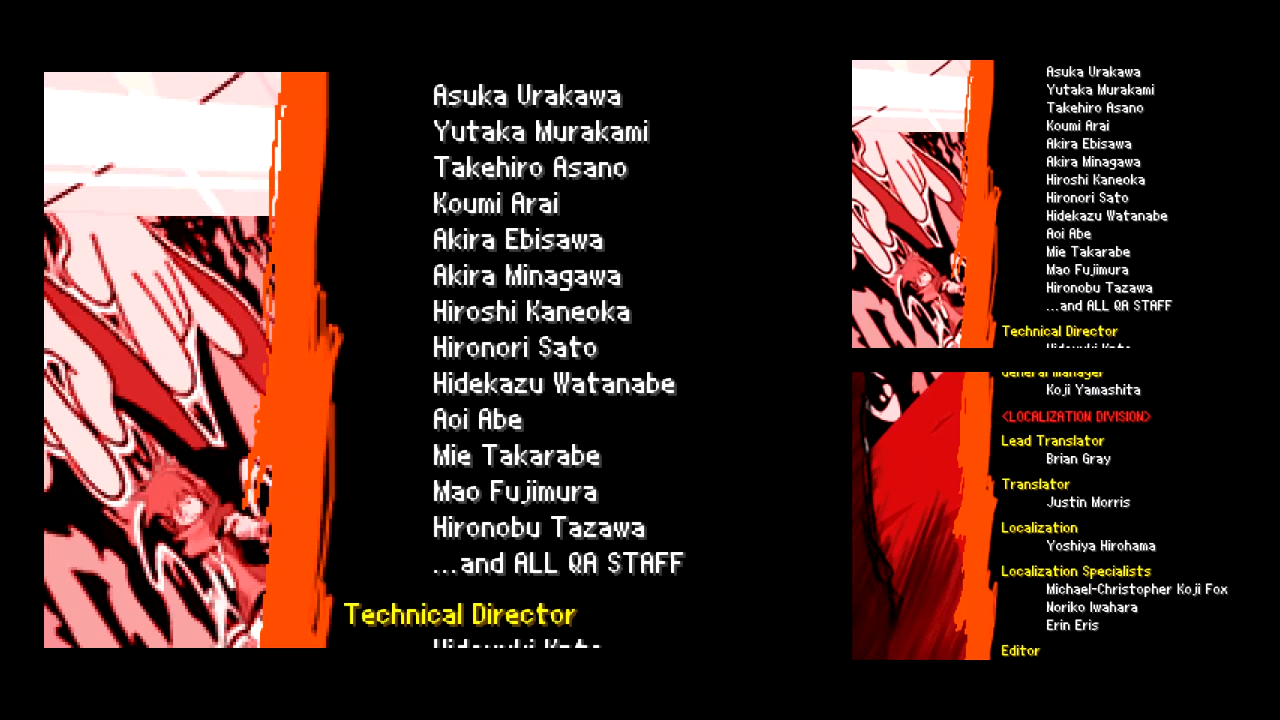 Asuka Urakawa
Yutaka Murakami
Takehiro Asano
Koumi Arai
Akira Ebisawa
Akira Minagawa
Hiroshi Kaneoka
Hironori Sato
Hidekazu Watanabe
Aoi Abe
Mie Takarabe
Mao Fujimura
Hironobu Tazawa
...and ALL QA STAFF
Technical Director
Asuka Urakawa
Yutaka Murakami
Takehiro Asano
Koumi Arai
Akira Ebisawa
Akira Minagawa
Hiroshi Kaneoka
Hironori Sato
Hidekazu Watanabe
Aoi Abe
Mie Takarabe
Mao Fujimura
Hironobu Tazawa
...and ALL QA STAFF
Technical Director
General Manager
Koji Yamashita
<LOCALIZATION DIVISION>
Lead Translator
Brian Gray
Translator
Justin Morris
Localization
Yoshiya Hirohama
Localization Specialists
Michael-Christopher Koji Fox
Noriko Iwahara
Erin Eris
Editor